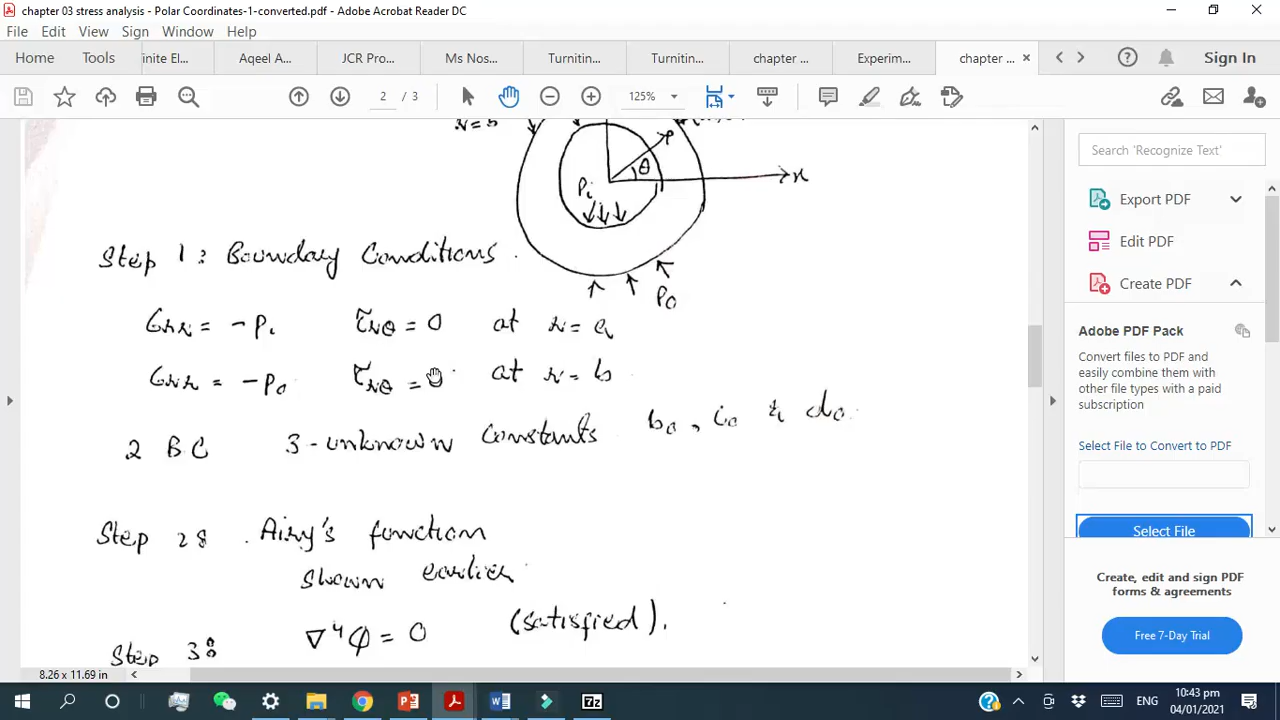 chapter 03 stress analysis - Polar Coordinates-1-converted.pdf - Adobe Acrobat Reader DC
File Edit View Sign Window Help
Home Tools inite El... Aqeel A... JCR Pro... Ms Nos... Turnitin... Turnitin... chapter ... Experim... chapter ... Sign In
2 / 3 125%
θ
x
Pi
Po
Step 1: Boundary Conditions
σrr = -Pi τrθ = 0 at r = a
σrr = -Po τrθ = 0 at r = b
2 BC 3-unknown constants bo, co & do
Step 2: Airy's function
shown earlier
∇4φ = 0 (satisfied).
Step 3:
8.26 x 11.69 in
Search 'Recognize Text'
Export PDF
Edit PDF
Create PDF
Adobe PDF Pack
Convert files to PDF and
easily combine them with
other file types with a paid
subscription
Select File to Convert to PDF
Select File
Create, edit and sign PDF
forms & agreements
Free 7-Day Trial
ENG
10:43 pm
04/01/2021